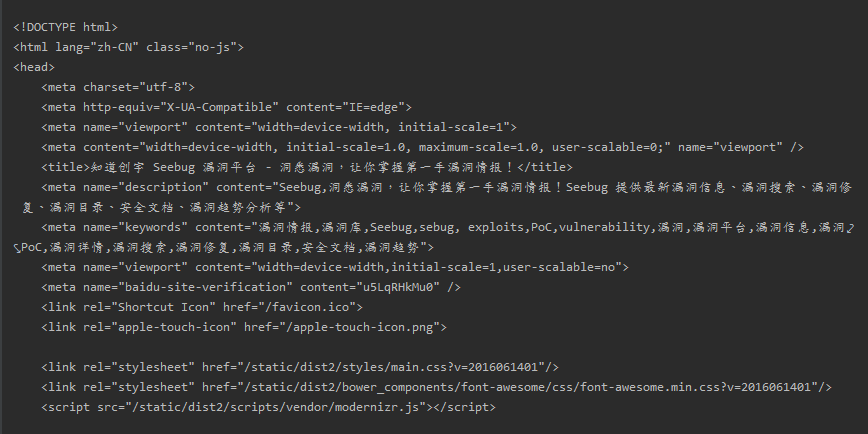 <!DOCTYPE html>
<html lang="zh-CN" class="no-js">
<head>
<meta charset="utf-8">
<meta http-equiv="X-UA-Compatible" content="IE=edge">
<meta name="viewport" content="width=device-width, initial-scale=1">
<meta content="width=device-width, initial-scale=1.0, maximum-scale=1.0, user-scalable=0;" name="viewport" />
<title>知道创宇 Seebug 漏洞平台 - 洞悉漏洞，让你掌握第一手漏洞情报！</title>
<meta name="description" content="Seebug,洞悉漏洞，让你掌握第一手漏洞情报！Seebug 提供最新漏洞信息、漏洞搜索、漏洞修
复、漏洞目录、安全文档、漏洞趋势分析等">
<meta name="keywords" content="漏洞情报,漏洞库,Seebug,sebug, exploits,PoC,vulnerability,漏洞,漏洞平台,漏洞信息,漏洞
PoC,漏洞详情,漏洞搜索,漏洞修复,漏洞目录,安全文档,漏洞趋势">
<meta name="viewport" content="width=device-width,initial-scale=1,user-scalable=no">
<meta name="baidu-site-verification" content="u5LqRHkMu0" />
<link rel="Shortcut Icon" href="/favicon.ico">
<link rel="apple-touch-icon" href="/apple-touch-icon.png">
<link rel="stylesheet" href="/static/dist2/styles/main.css?v=2016061401"/>
<link rel="stylesheet" href="/static/dist2/bower_components/font-awesome/css/font-awesome.min.css?v=2016061401"/>
<script src="/static/dist2/scripts/vendor/modernizr.js"></script>